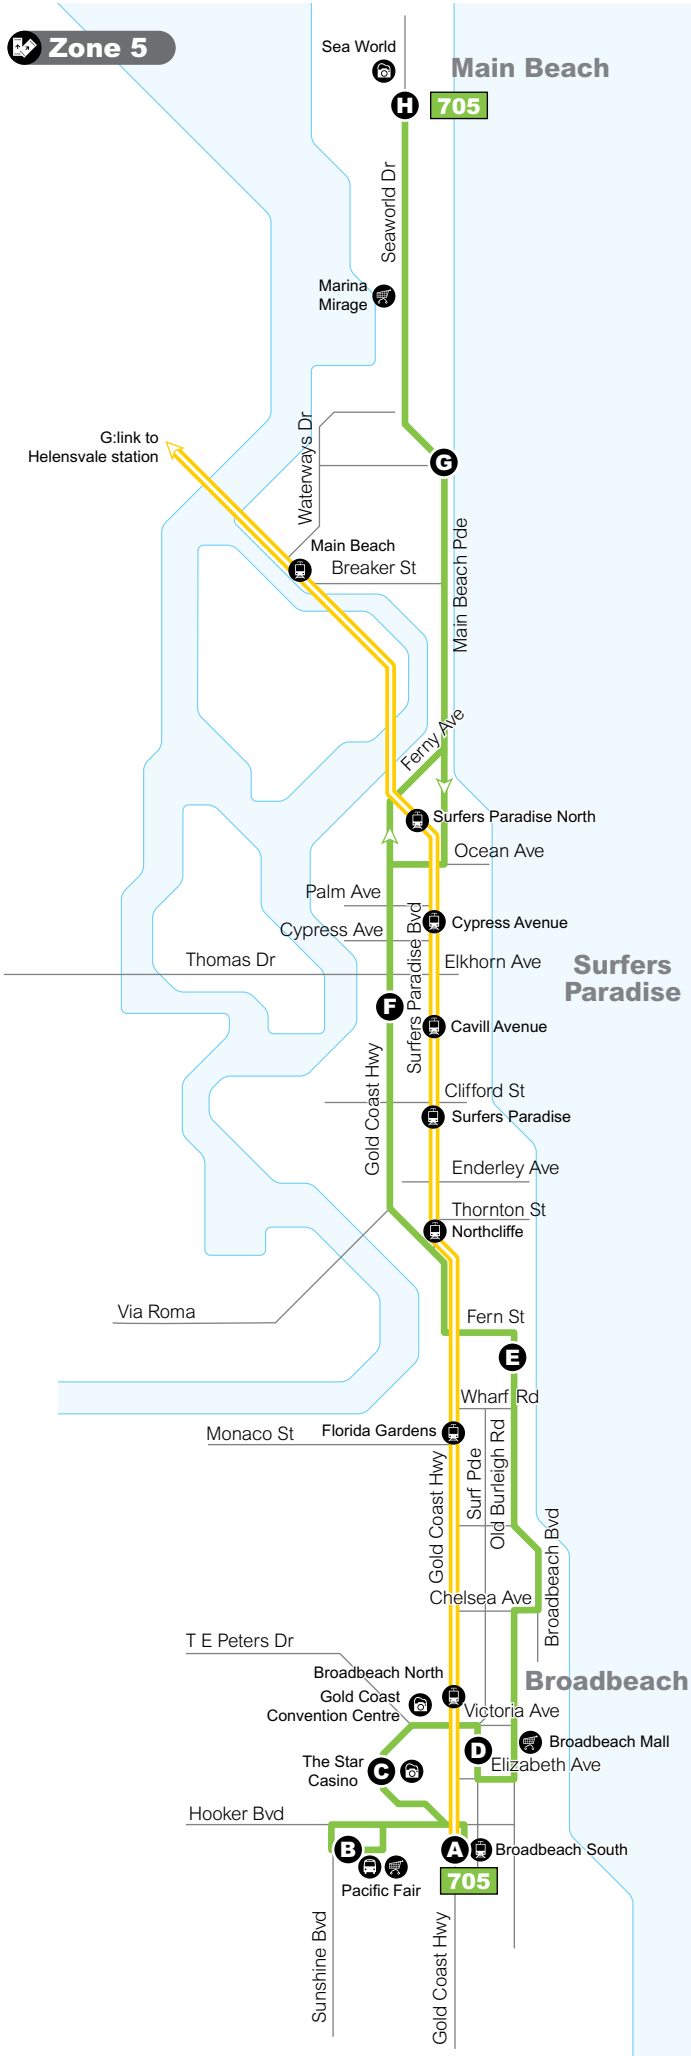 Zone 5
Sea World
Main Beach
H
705
Seaworld Dr
Marina
Mirage
Waterways Dr
G:link to
Helensvale station
G
Main Beach Pde
Main Beach
Breaker St
Ferny Ave
Surfers Paradise North
Ocean Ave
Palm Ave
Surfers Paradise Bvd
Cypress Avenue
Cypress Ave
Thomas Dr
Elkhorn Ave
Surfers
Paradise
F
Cavill Avenue
Gold Coast Hwy
Clifford St
Surfers Paradise
Enderley Ave
Thornton St
Northcliffe
Via Roma
Fern St
E
Wharf Rd
Monaco St
Florida Gardens
Gold Coast Hwy
Surf Pde
Old Burleigh Rd
Broadbeach Bvd
Chelsea Ave
T E Peters Dr
Broadbeach North
Broadbeach
Gold Coast
Convention Centre
Victoria Ave
D
Broadbeach Mall
The Star
Casino
C
Elizabeth Ave
Hooker Bvd
B
A
Broadbeach South
Pacific Fair
705
Sunshine Bvd
Gold Coast Hwy